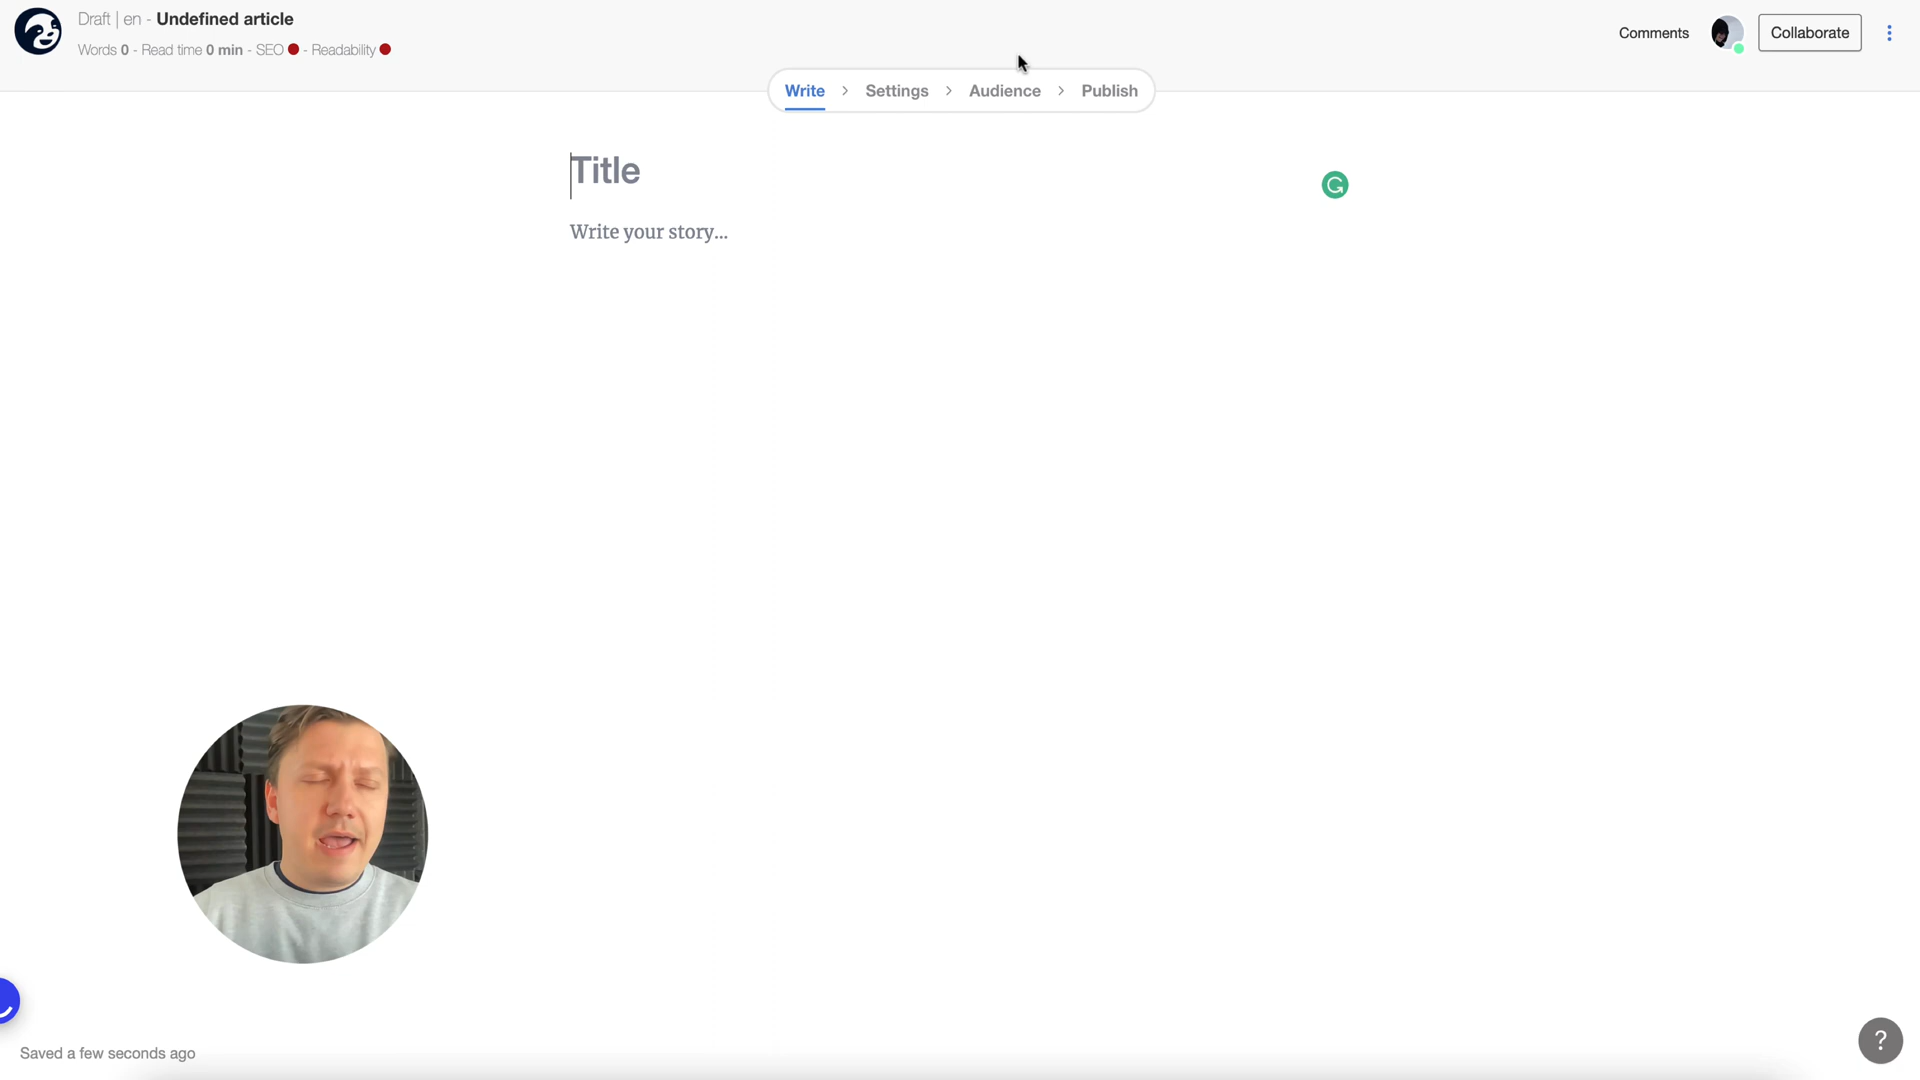 Draft | en - Undefined article
Words 0 - Read time 0 min - SEO - Readability
Comments
Collaborate
Write > Settings > Audience > Publish
Title
Write your story...
Saved a few seconds ago
?